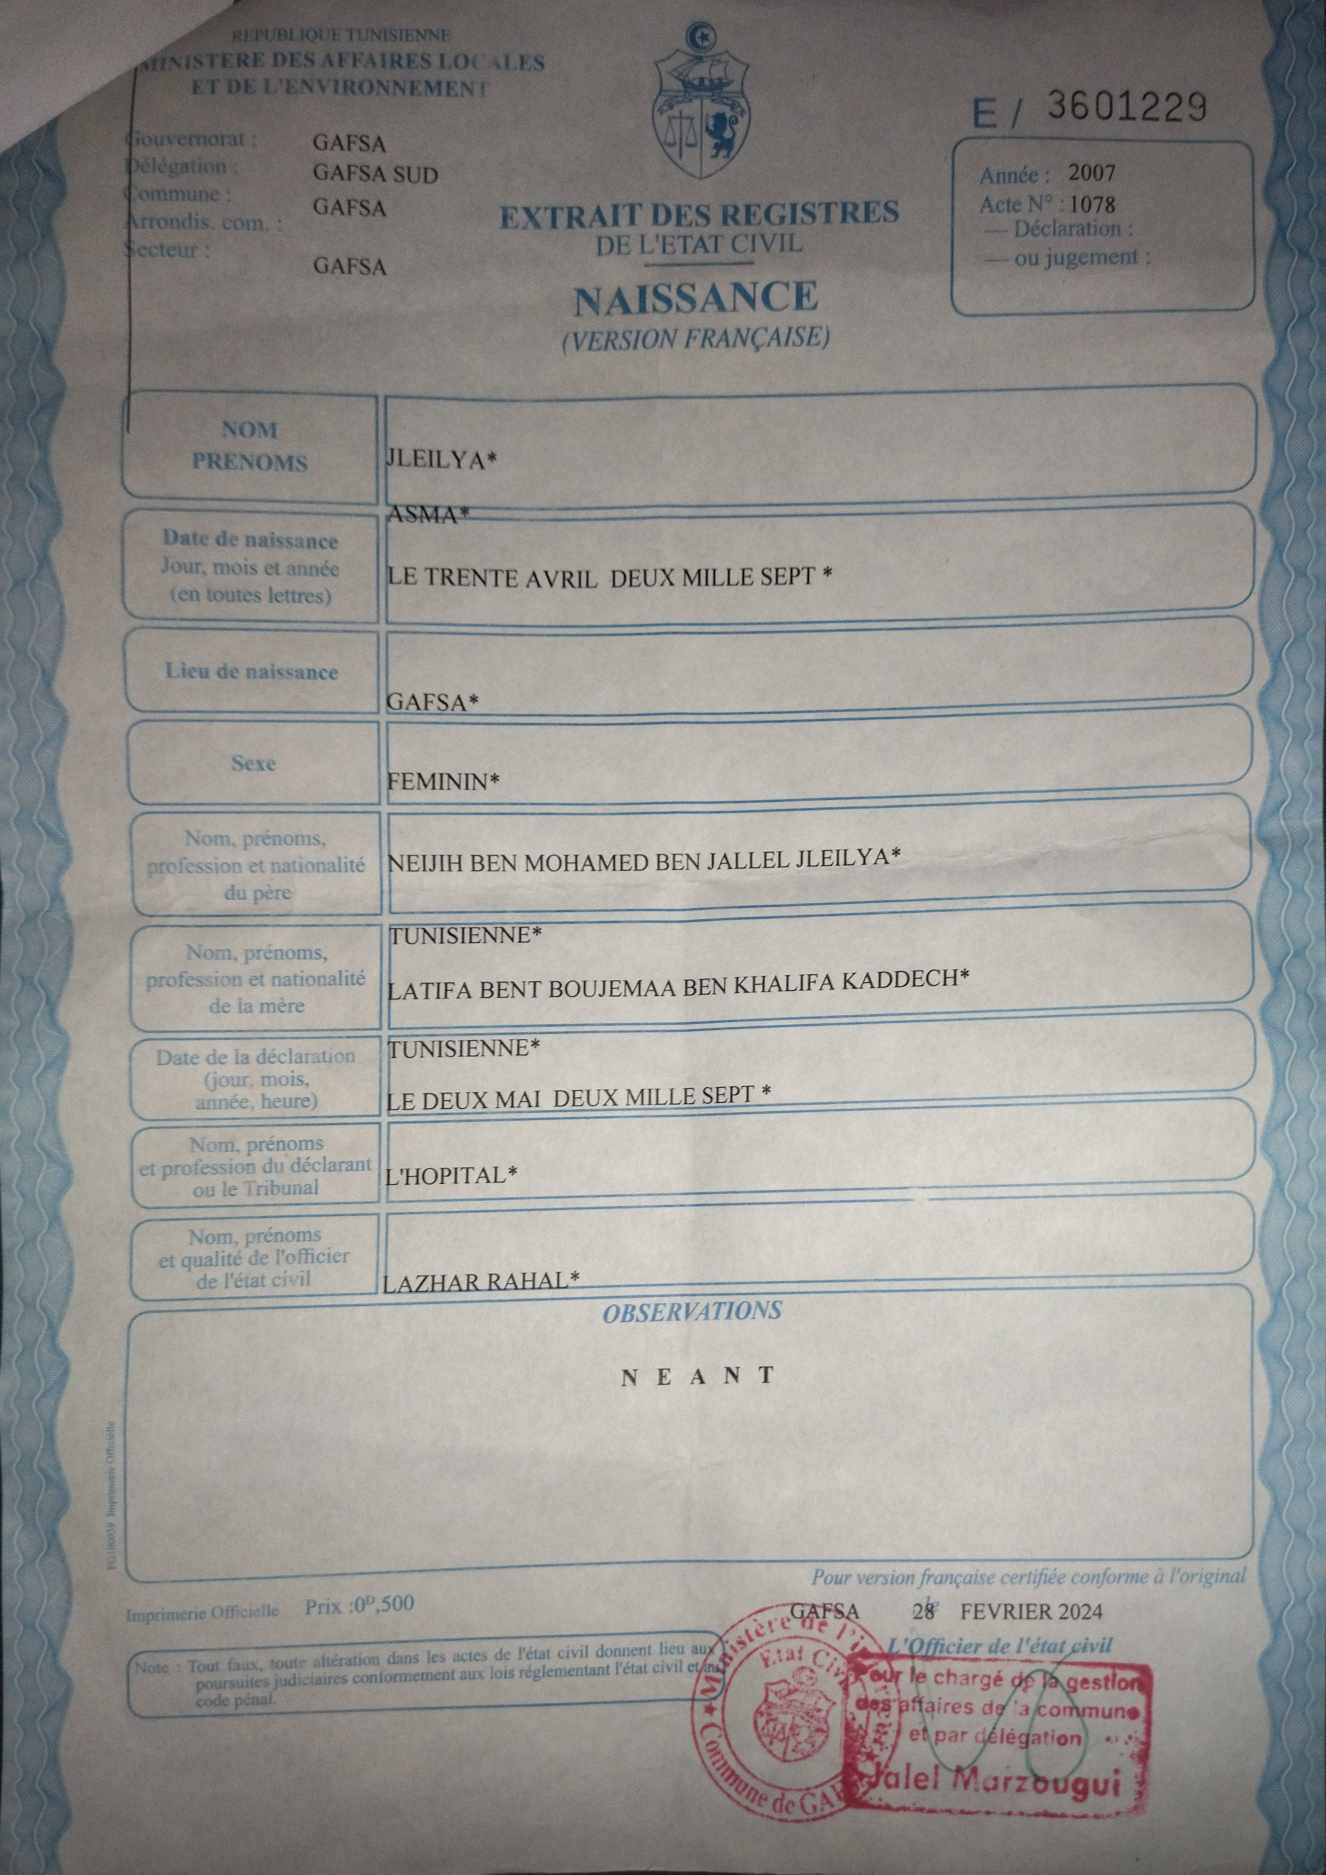 REPUBLIQUE TUNISIENNE
MINISTERE DES AFFAIRES LOCALES
ET DE L'ENVIRONNEMENT
Gouvernorat : GAFSA
Délégation : GAFSA SUD
Commune : GAFSA
Arrondis. com. :
Secteur : GAFSA
E / 3601229
Année : 2007
Acte N° : 1078
— Déclaration :
— ou jugement :
EXTRAIT DES REGISTRES
DE L'ETAT CIVIL
NAISSANCE
(VERSION FRANÇAISE)
NOM
PRENOMS
JLEILYA*
ASMA*
Date de naissance
Jour, mois et année
(en toutes lettres)
LE TRENTE AVRIL DEUX MILLE SEPT *
Lieu de naissance
GAFSA*
Sexe
FEMININ*
Nom, prénoms,
profession et nationalité
du père
NEIJIH BEN MOHAMED BEN JALLEL JLEILYA*
TUNISIENNE*
Nom, prénoms,
profession et nationalité
de la mère
LATIFA BENT BOUJEMAA BEN KHALIFA KADDECH*
TUNISIENNE*
Date de la déclaration
(jour, mois,
année, heure)
LE DEUX MAI DEUX MILLE SEPT *
Nom, prénoms
et profession du déclarant
ou le Tribunal
L'HOPITAL*
Nom, prénoms
et qualité de l'officier
de l'état civil
LAZHAR RAHAL*
OBSERVATIONS
N E A N T
Imprimerie Officielle
Pour version française certifiée conforme à l'original
Imprimerie Officielle Prix :0ᴰ,500
GAFSA le 28 FEVRIER 2024
L'Officier de l'état civil
Note : Tout faux, toute altération dans les actes de l'état civil donnent lieu aux
poursuites judiciaires conformement aux lois réglementant l'état civil et au
code pénal.
Ministère de l'
Etat Civil
Commune de GAFSA
Pour le chargé de la gestion
des affaires de la commune
et par délégation
Jalel Marzougui